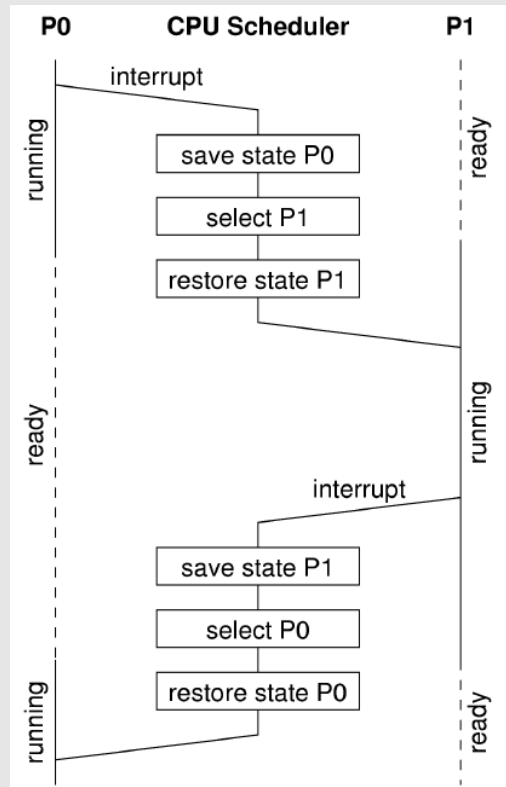 P0 CPU Scheduler P1
interrupt
running
ready
save state P0
select P1
restore state P1
ready
running
interrupt
save state P1
select P0
restore state P0
running
ready